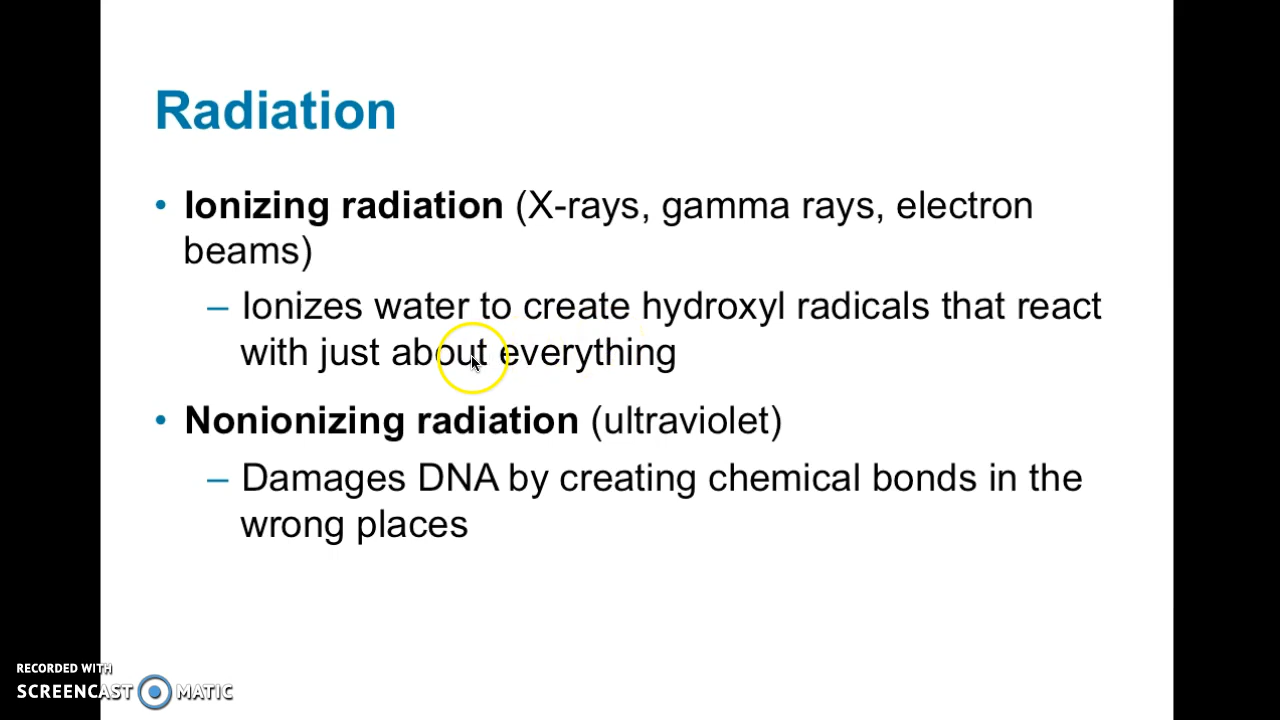 Radiation
• Ionizing radiation (X-rays, gamma rays, electron
beams)
– Ionizes water to create hydroxyl radicals that react
with just about everything
• Nonionizing radiation (ultraviolet)
– Damages DNA by creating chemical bonds in the
wrong places
RECORDED WITH
SCREENCAST MATIC